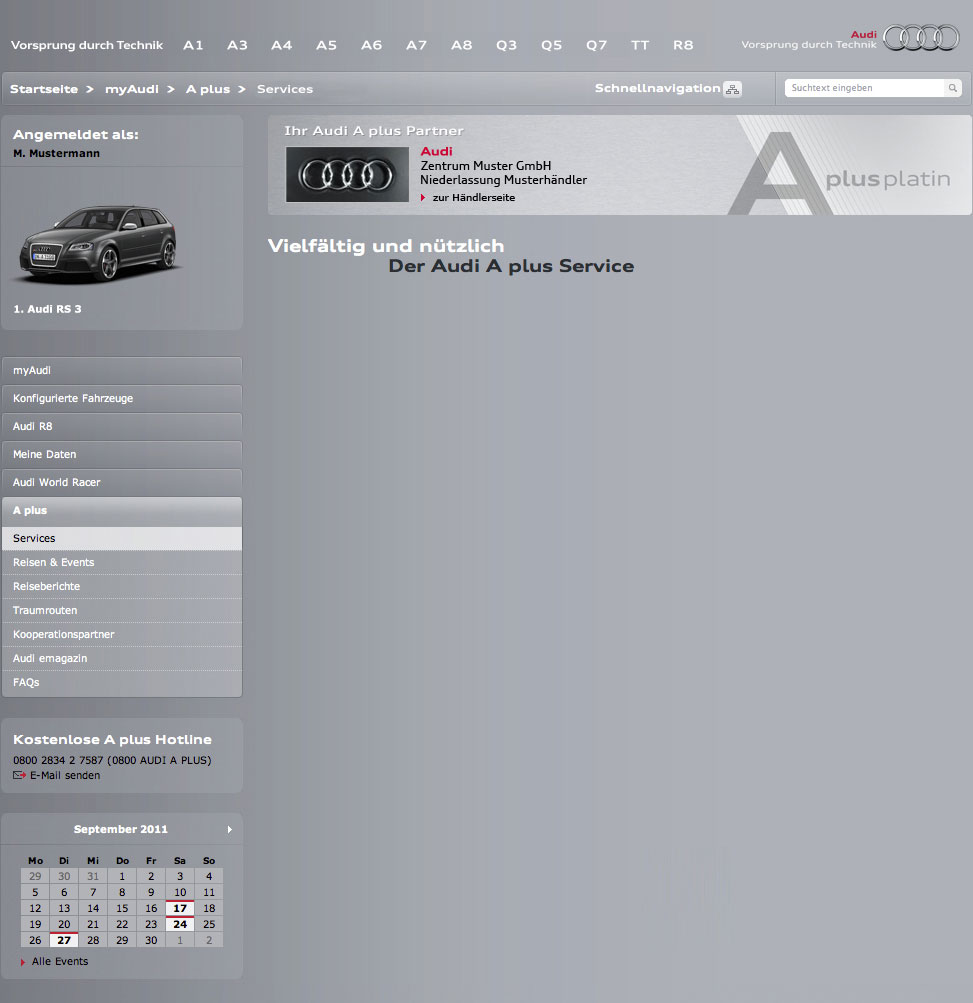 Vorsprung durch Technik A1 A3 A4 A5 A6 A7 A8 Q3 Q5 Q7 TT R8
Audi
Vorsprung durch Technik
Startseite > myAudi > A plus > Services
Schnellnavigation
Suchtext eingeben
Angemeldet als:
M. Mustermann
1. Audi RS 3
Ihr Audi A plus Partner
Audi
Zentrum Muster GmbH
Niederlassung Musterhändler
zur Händlerseite
A plus platin
Vielfältig und nützlich
Der Audi A plus Service
myAudi
Konfigurierte Fahrzeuge
Audi R8
Meine Daten
Audi World Racer
A plus
Services
Reisen & Events
Reiseberichte
Traumrouten
Kooperationspartner
Audi emagazin
FAQs
Kostenlose A plus Hotline
0800 2834 2 7587 (0800 AUDI A PLUS)
E-Mail senden
September 2011
Mo Di Mi Do Fr Sa So
29 30 31 1 2 3 4
5 6 7 8 9 10 11
12 13 14 15 16 17 18
19 20 21 22 23 24 25
26 27 28 29 30 1 2
Alle Events